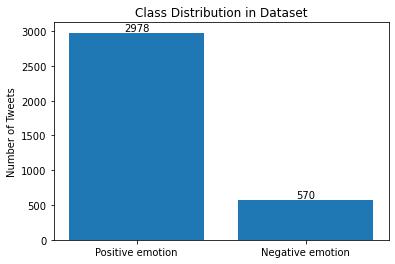 Class Distribution in Dataset
Number of Tweets
3000
2500
2000
1500
1000
500
0
2978
570
Positive emotion
Negative emotion